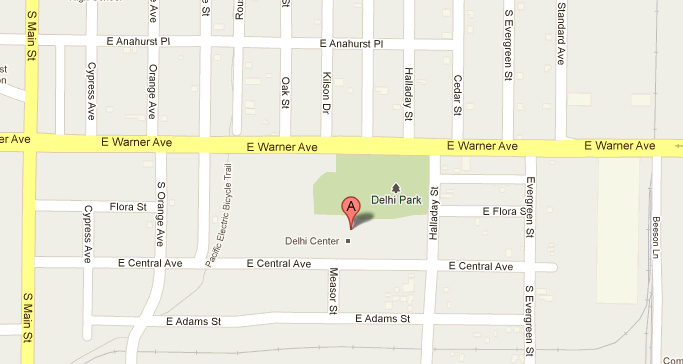 S Main St
E Anahurst Pl
E Anahurst Pl
Cypress Ave
Orange Ave
Oak St
Kilson Dr
Halladay St
Cedar St
S Evergreen St
Standard Ave
E Warner Ave
E Warner Ave
E Warner Ave
E Warner Ave
Flora St
S Orange Ave
Cypress Ave
Pacific Electric Bicycle Trail
A
Delhi Park
Delhi Center
Halladay St
E Flora St
Evergreen St
Beeson Ln
E Central Ave
E Central Ave
E Central Ave
Measor St
S Main St
E Adams St
E Adams St
S Evergreen St